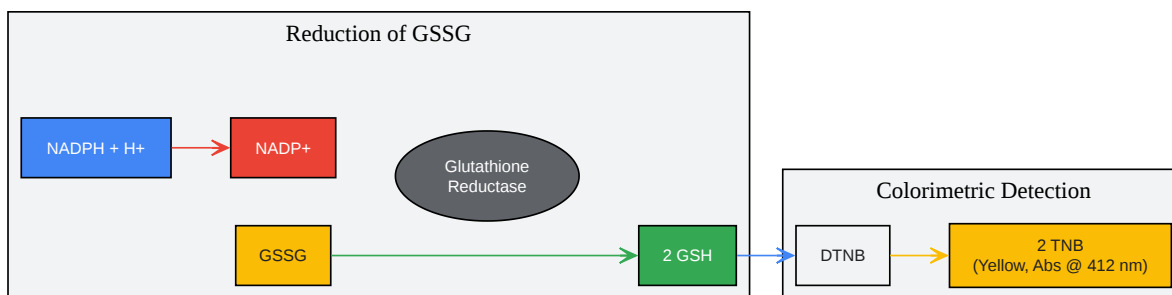 Reduction of GSSG
NADPH + H+
NADP+
Glutathione
Reductase
GSSG
2 GSH
Colorimetric Detection
DTNB
2 TNB
(Yellow, Abs @ 412 nm)